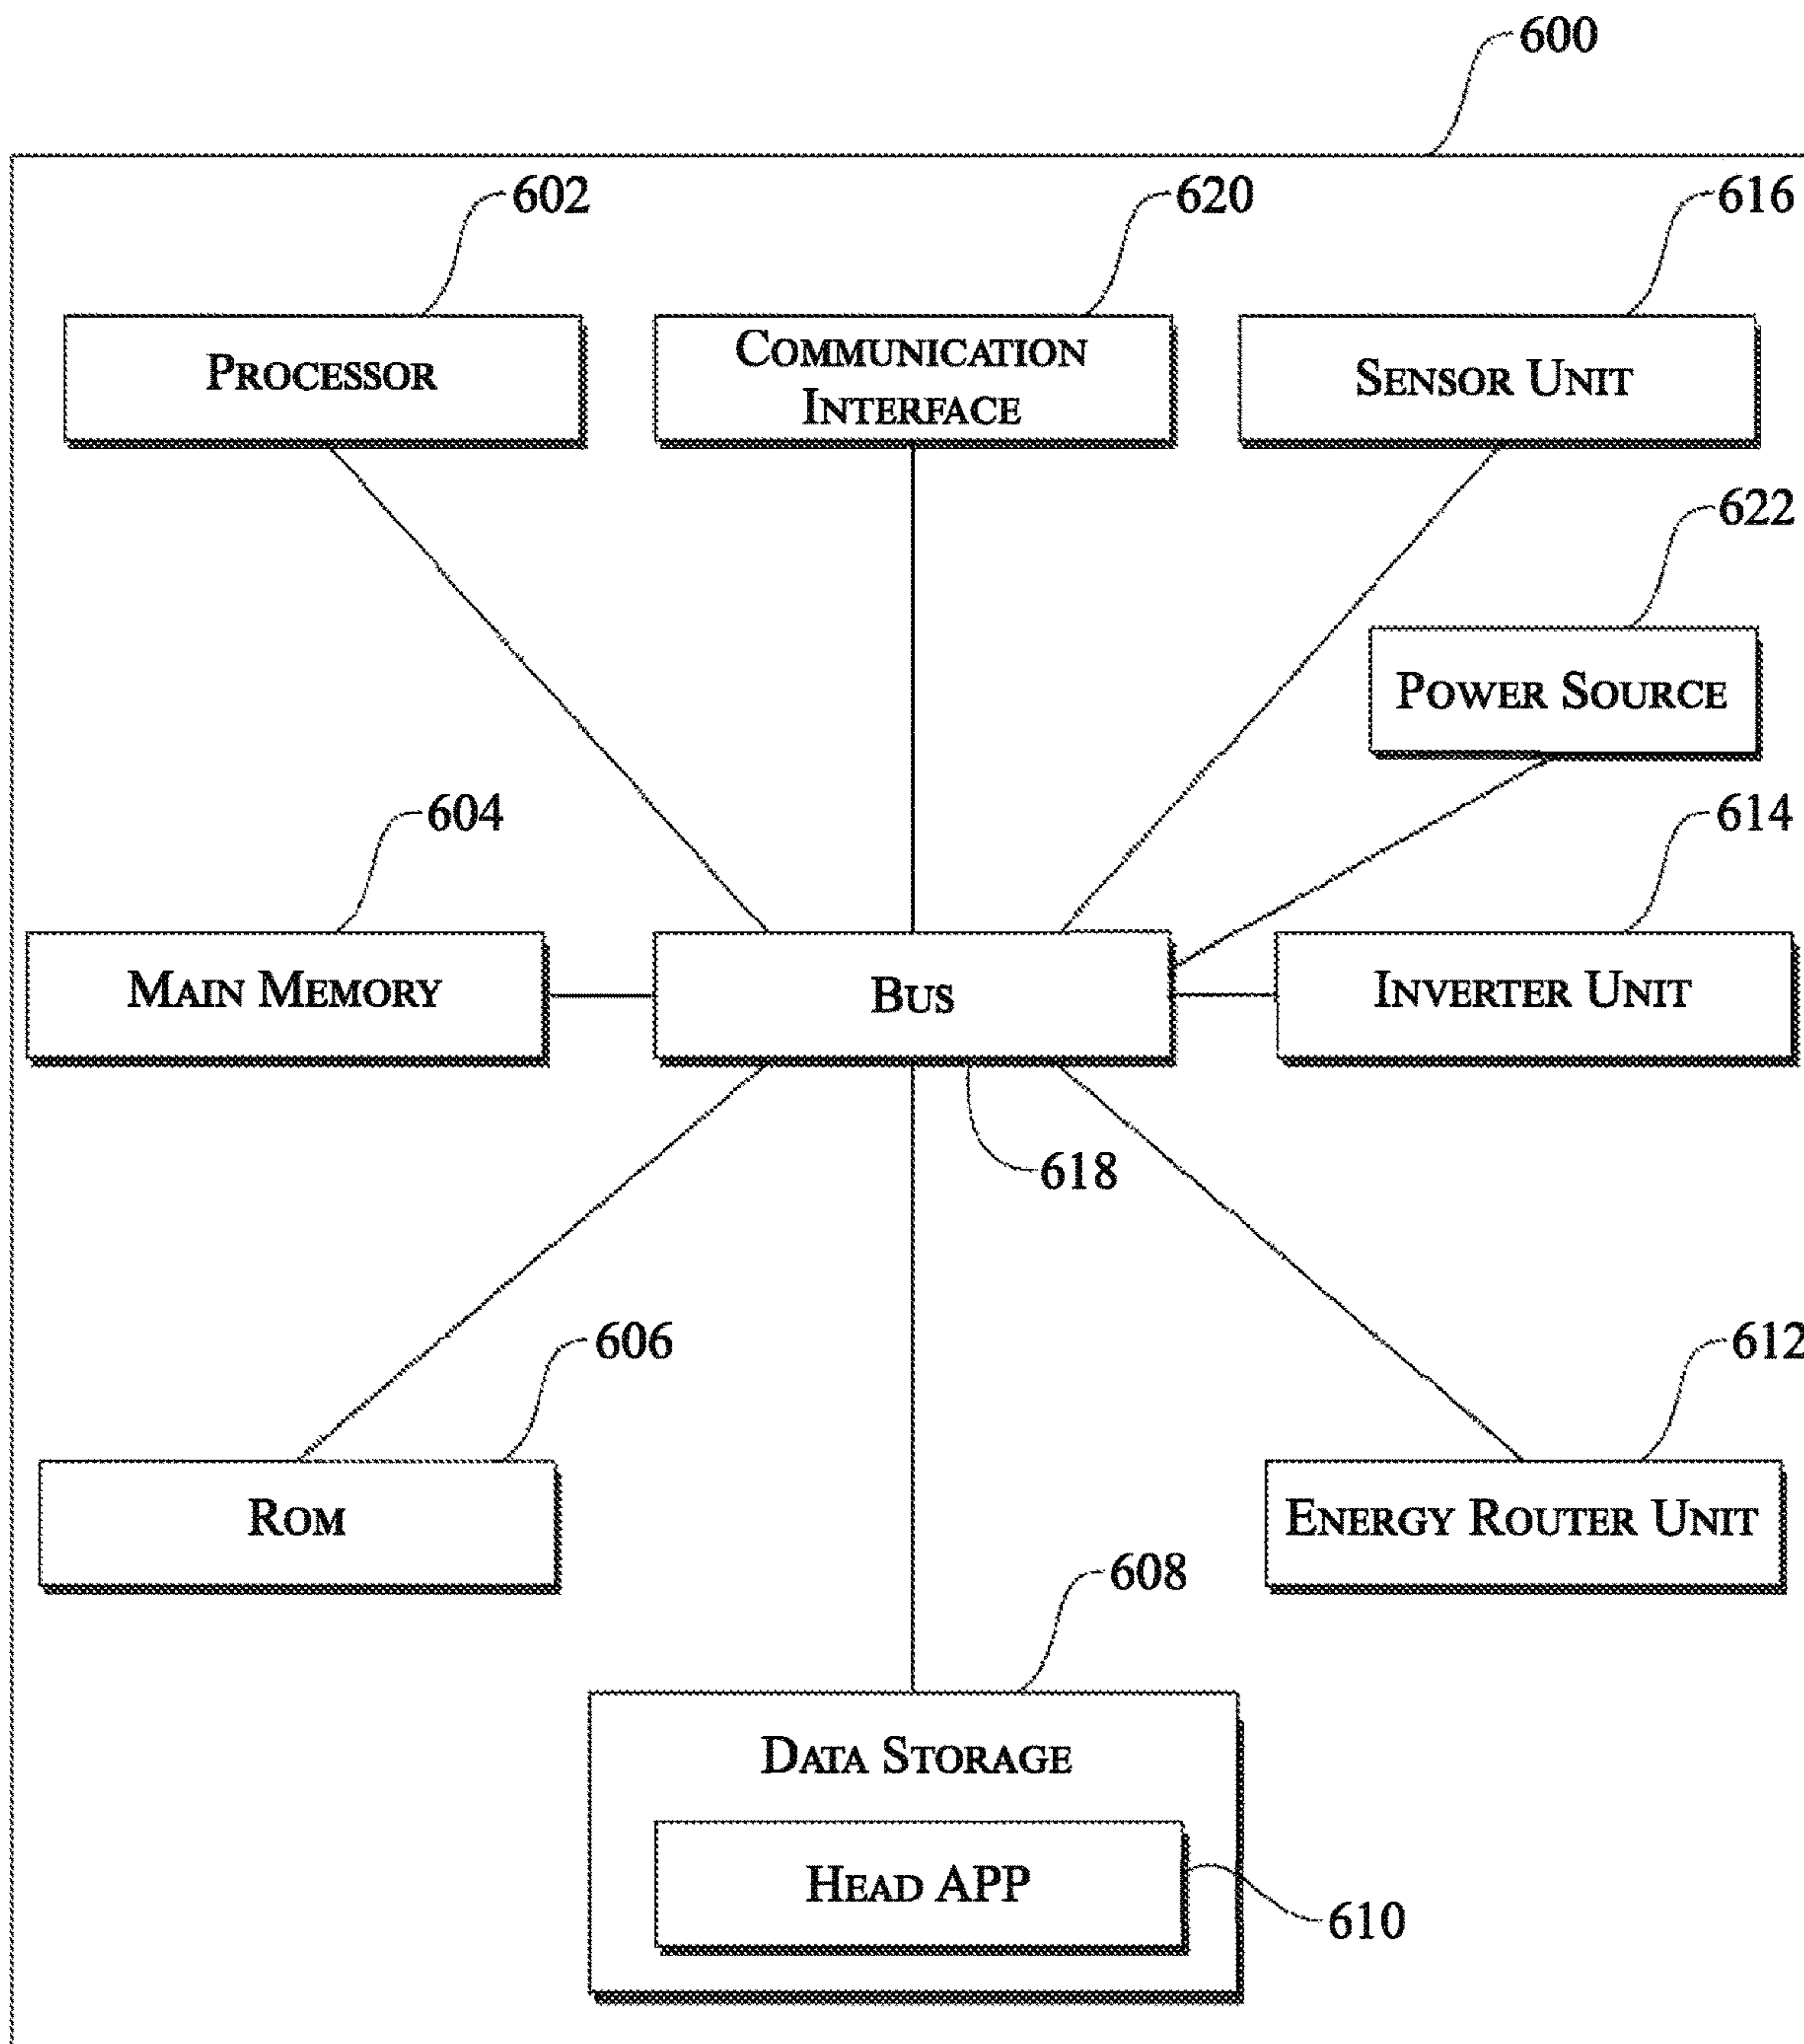 600
602
620
616
PROCESSOR
COMMUNICATION
INTERFACE
SENSOR UNIT
622
POWER SOURCE
604
614
MAIN MEMORY
BUS
INVERTER UNIT
618
606
612
ROM
ENERGY ROUTER UNIT
608
DATA STORAGE
HEAD APP
610